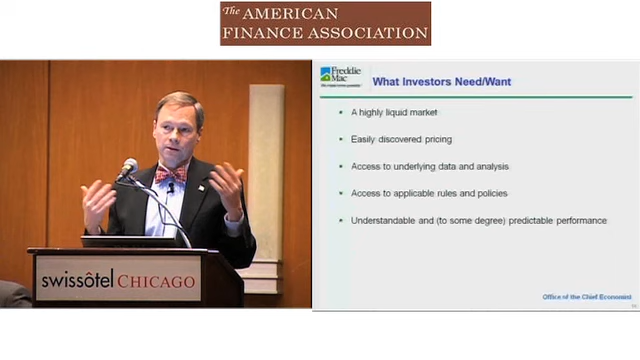 The AMERICAN
FINANCE ASSOCIATION
swissôtel CHICAGO
Freddie
Mac
What Investors Need/Want
A highly liquid market
Easily discovered pricing
Access to underlying data and analysis
Access to applicable rules and policies
Understandable and (to some degree) predictable performance
Office of the Chief Economist